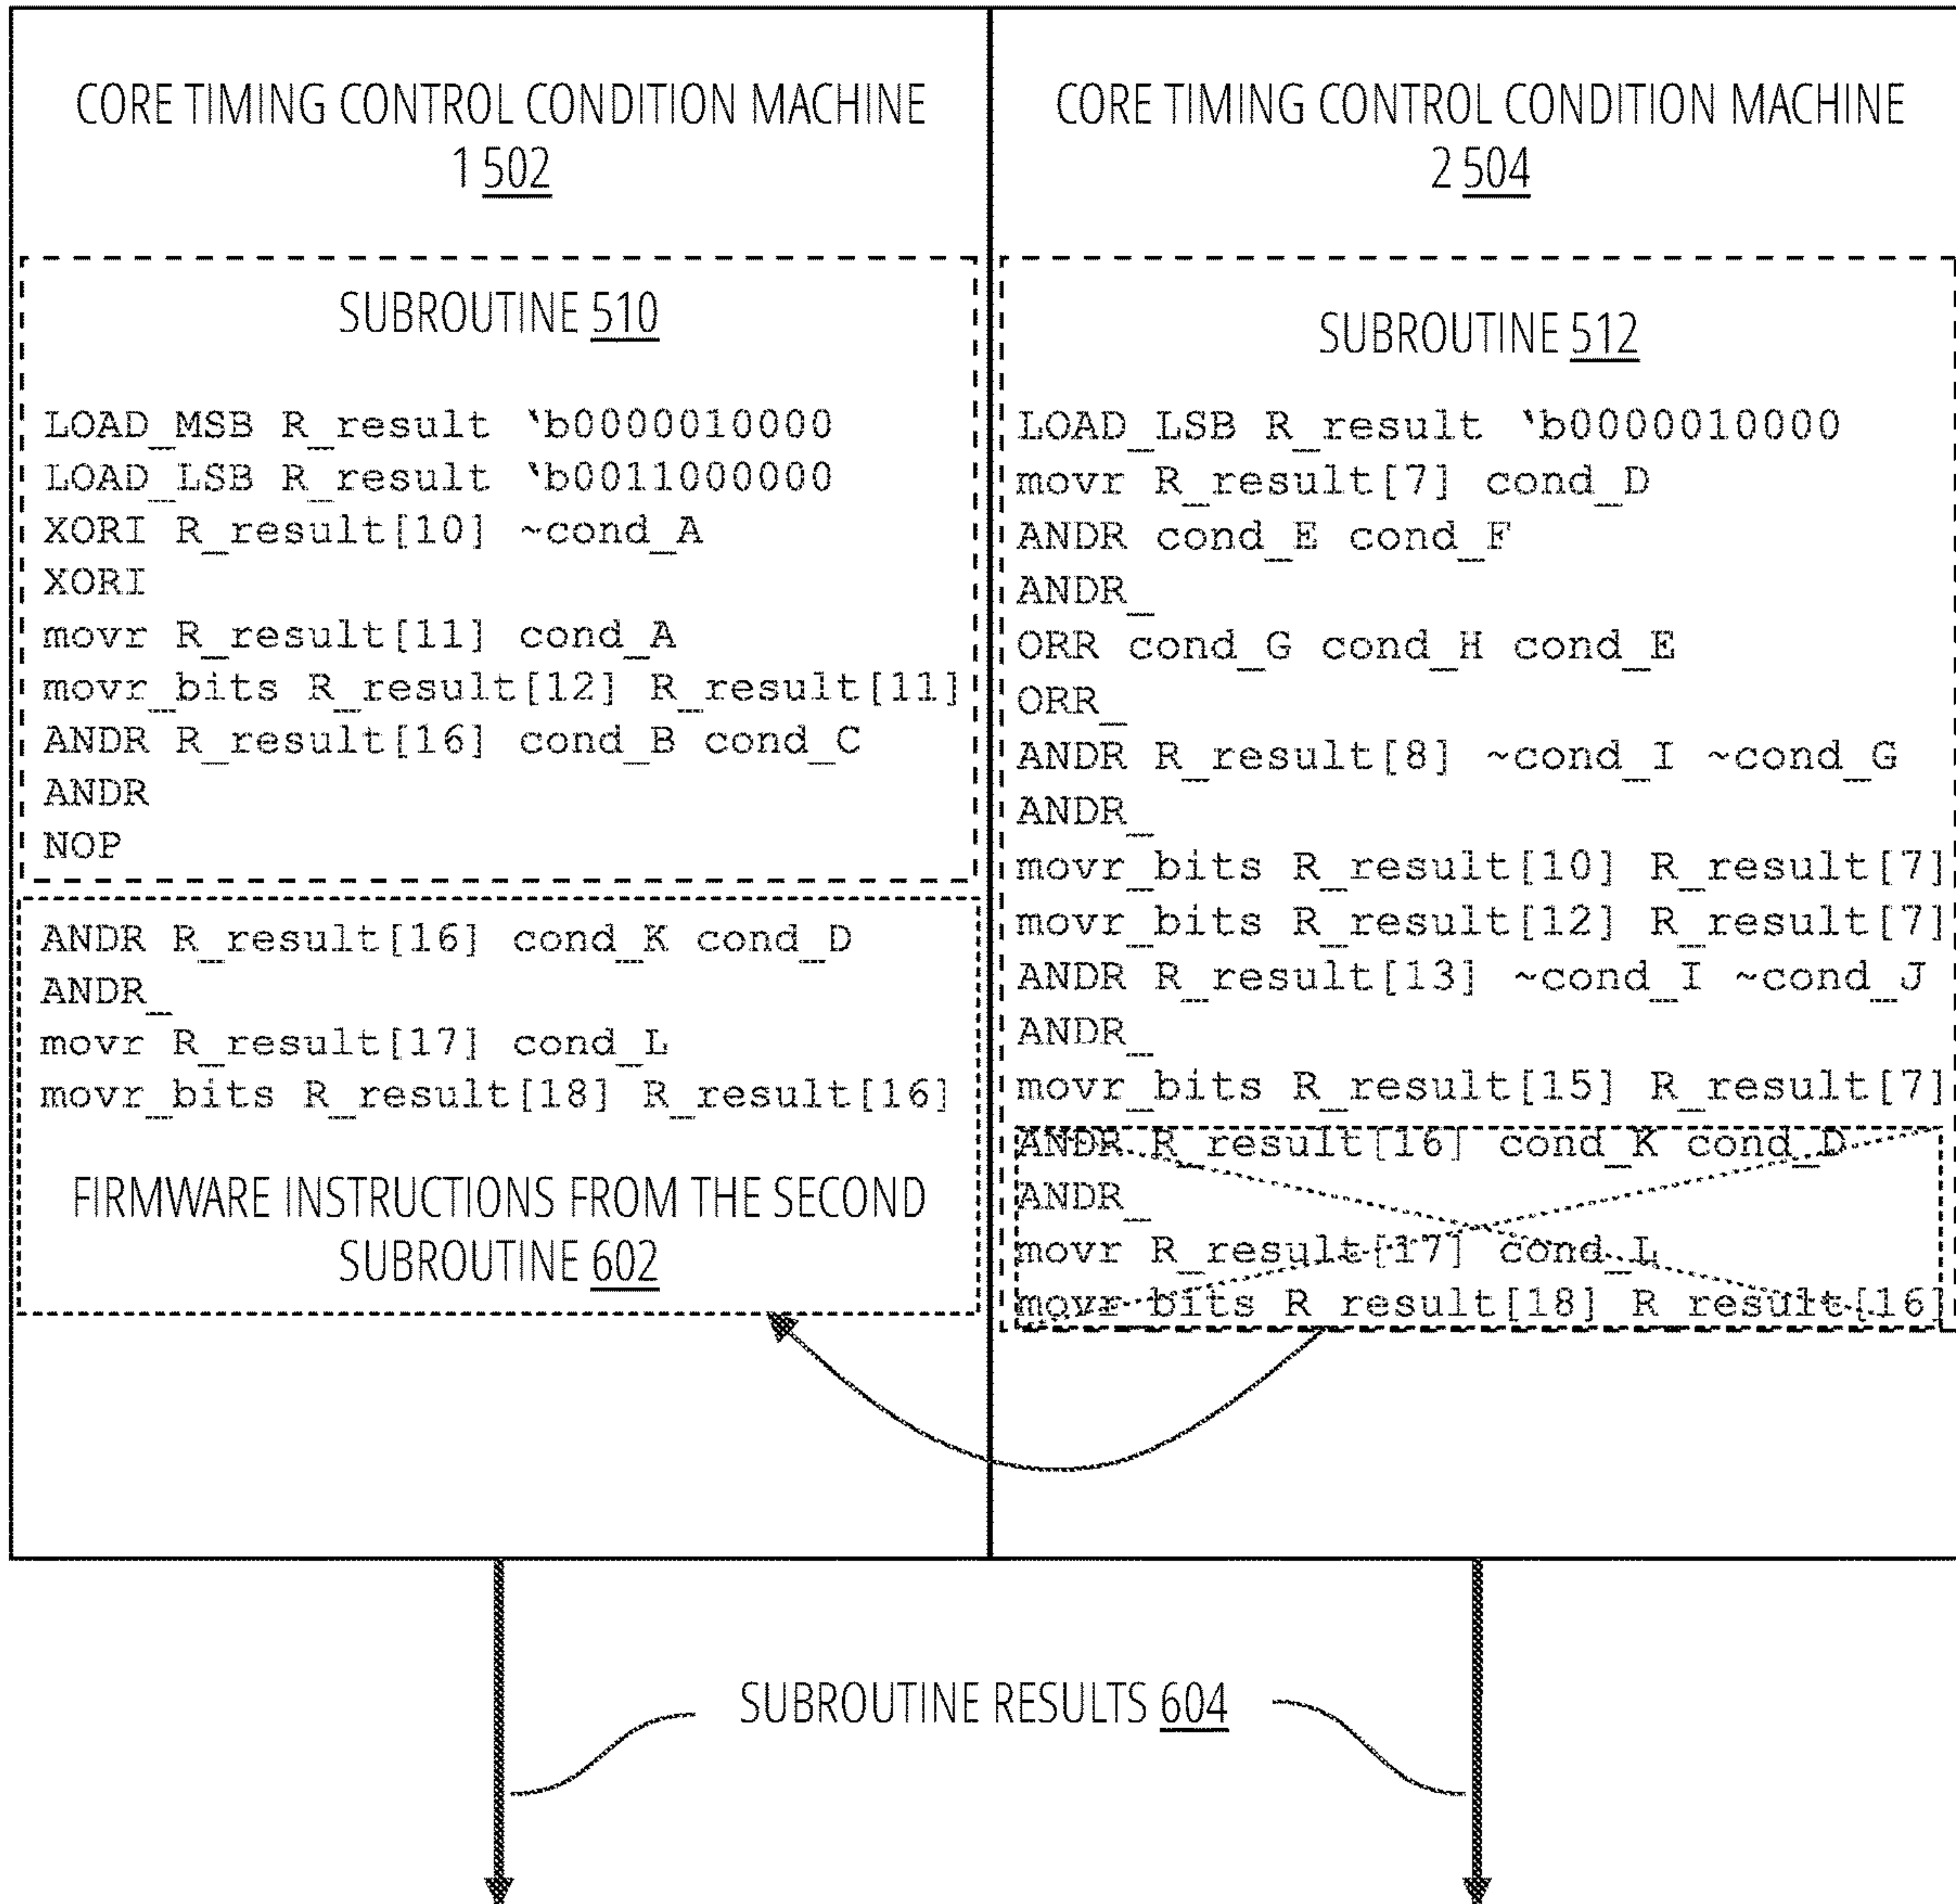 CORE TIMING CONTROL CONDITION MACHINE
1 502
SUBROUTINE 510
LOAD_MSB R_result 'b0000010000
LOAD_LSB R_result 'b0011000000
XORI R_result[10] ~cond_A
XORI
movr R_result[11] cond_A
movr_bits R_result[12] R_result[11]
ANDR R_result[16] cond_B cond_C
ANDR
NOP
ANDR R_result[16] cond_K cond_D
ANDR_
movr R_result[17] cond_L
movr_bits R_result[18] R_result[16]
FIRMWARE INSTRUCTIONS FROM THE SECOND
SUBROUTINE 602
CORE TIMING CONTROL CONDITION MACHINE
2 504
SUBROUTINE 512
LOAD_LSB R_result 'b0000010000
movr R_result[7] cond_D
ANDR cond_E cond_F
ANDR_
ORR cond_G cond_H cond_E
ORR_
ANDR R_result[8] ~cond_I ~cond_G
ANDR_
movr_bits R_result[10] R_result[7]
movr_bits R_result[12] R_result[7]
ANDR R_result[13] ~cond_I ~cond_J
ANDR_
movr_bits R_result[15] R_result[7]
ANDR R_result[16] cond_K cond_D
ANDR_
movr R_result[17] cond_L
movr_bits R_result[18] R_result[16]
SUBROUTINE RESULTS 604